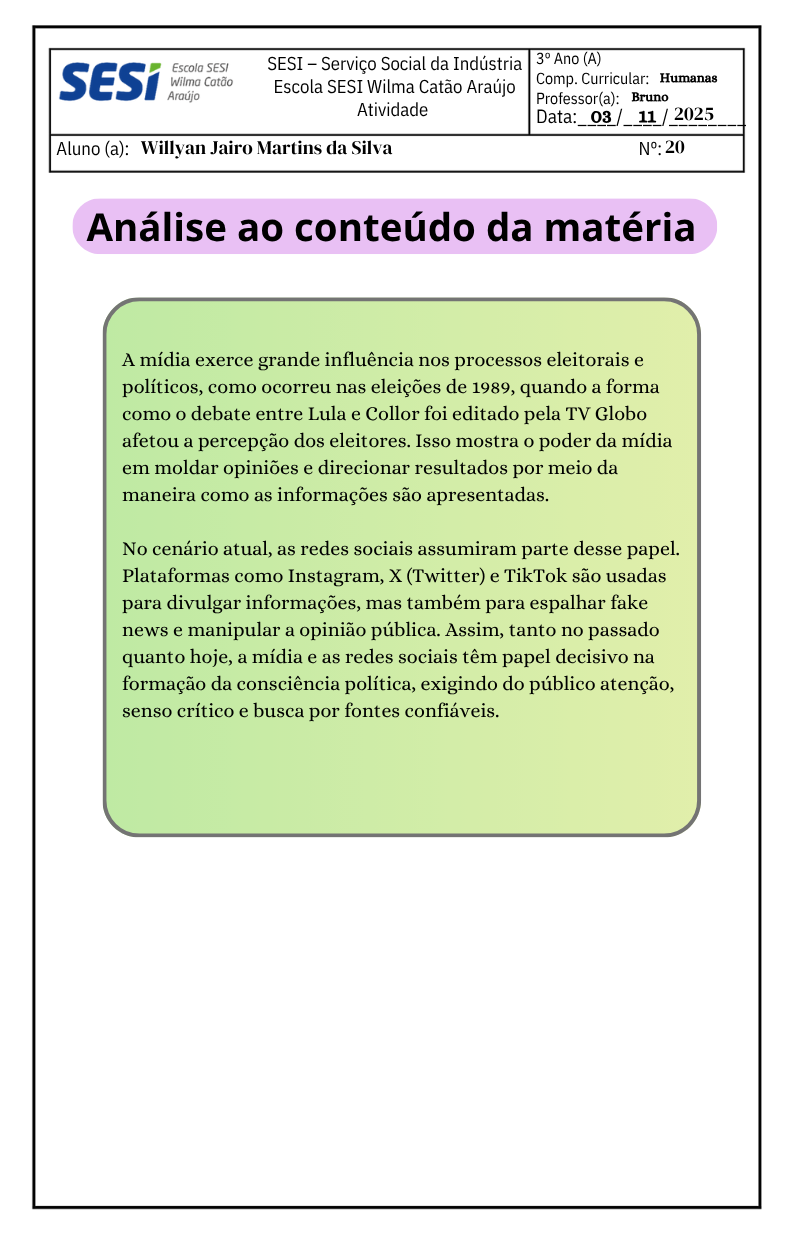 SESI
Escola SESI
Wilma Catão
Araújo
SESI – Serviço Social da Indústria
Escola SESI Wilma Catão Araújo
Atividade
3º Ano (A)
Comp. Curricular: Humanas
Professor(a): Bruno
Data:_03_/_11_/_2025___
Aluno (a): Willyan Jairo Martins da Silva
Nº: 20
Análise ao conteúdo da matéria
A mídia exerce grande influência nos processos eleitorais e
políticos, como ocorreu nas eleições de 1989, quando a forma
como o debate entre Lula e Collor foi editado pela TV Globo
afetou a percepção dos eleitores. Isso mostra o poder da mídia
em moldar opiniões e direcionar resultados por meio da
maneira como as informações são apresentadas.
No cenário atual, as redes sociais assumiram parte desse papel.
Plataformas como Instagram, X (Twitter) e TikTok são usadas
para divulgar informações, mas também para espalhar fake
news e manipular a opinião pública. Assim, tanto no passado
quanto hoje, a mídia e as redes sociais têm papel decisivo na
formação da consciência política, exigindo do público atenção,
senso crítico e busca por fontes confiáveis.